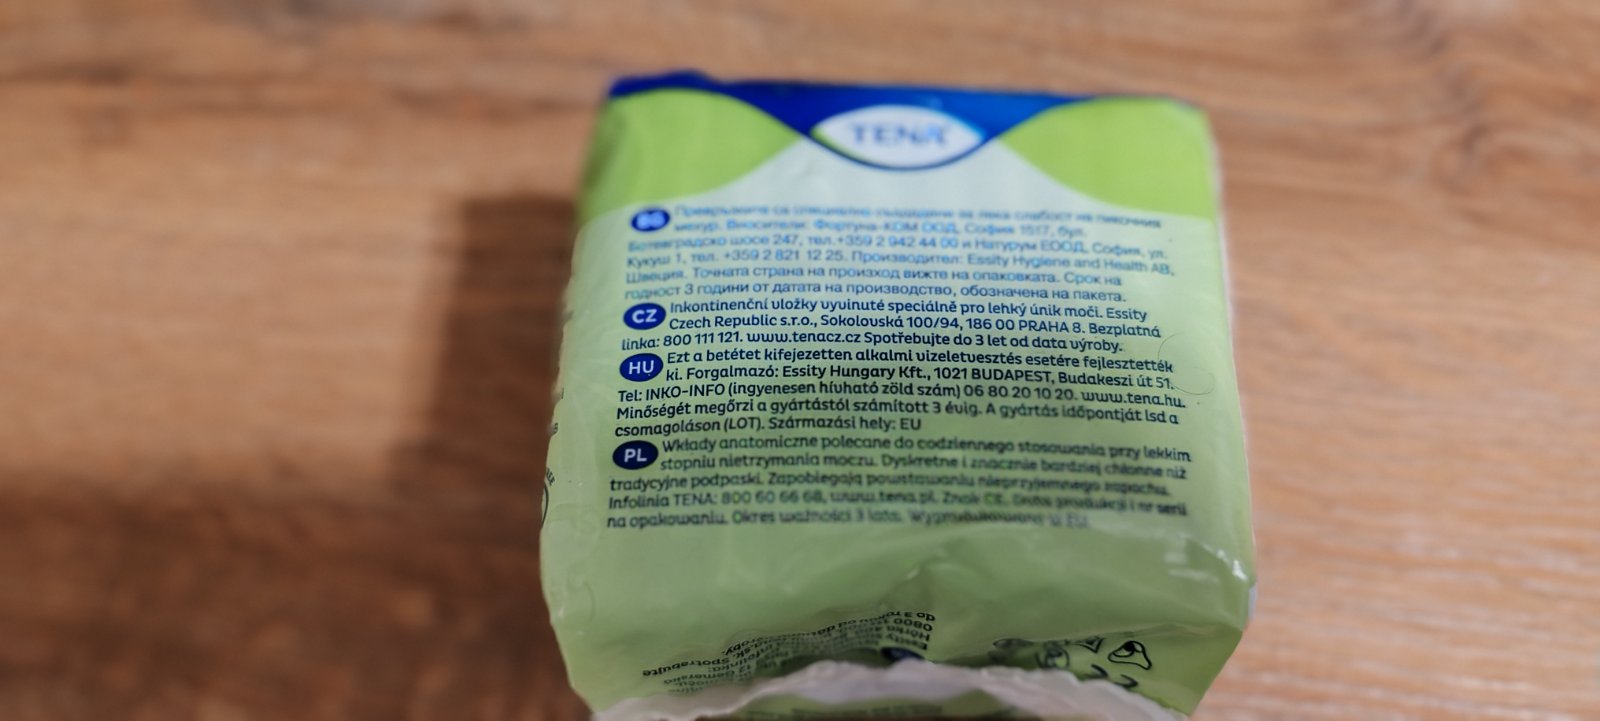 TENA
BG Превръзките са специално създадени за лека слабост на пикочния
мехур. Вносители: Фортуна-КОМ ООД, София 1517, бул.
Ботевградско шосе 247, тел.+359 2 942 44 00 и Натурум ЕООД, София, ул.
Кукуш 1, тел. +359 2 821 12 25. Производител: Essity Hygiene and Health AB,
Швеция. Точната страна на произход вижте на опаковката. Срок на
годност 3 години от датата на производство, обозначена на пакета.
CZ Inkontinenční vložky vyvinuté speciálně pro lehký únik moči. Essity
Czech Republic s.r.o., Sokolovská 100/94, 186 00 PRAHA 8. Bezplatná
linka: 800 111 121. www.tenacz.cz Spotřebujte do 3 let od data výroby.
HU Ezt a betétet kifejezetten alkalmi vizeletvesztés esetére fejlesztették
ki. Forgalmazó: Essity Hungary Kft., 1021 BUDAPEST, Budakeszi út 51.
Tel: INKO-INFO (ingyenesen hívható zöld szám) 06 80 20 10 20. www.tena.hu.
Minőségét megőrzi a gyártástól számított 3 évig. A gyártás időpontját lsd a
csomagoláson (LOT). Származási hely: EU
PL Wkłady anatomiczne polecane do codziennego stosowania przy lekkim
stopniu nietrzymania moczu. Dyskretne i znacznie bardziej chłonne niż
tradycyjne podpaski. Zapobiegają powstawaniu nieprzyjemnego zapachu.
Infolinia TENA: 800 60 66 68, www.tena.pl. Znak CE. Data produkcji i nr serii
na opakowaniu. Okres ważności 3 lata. Wyprodukowano w EU